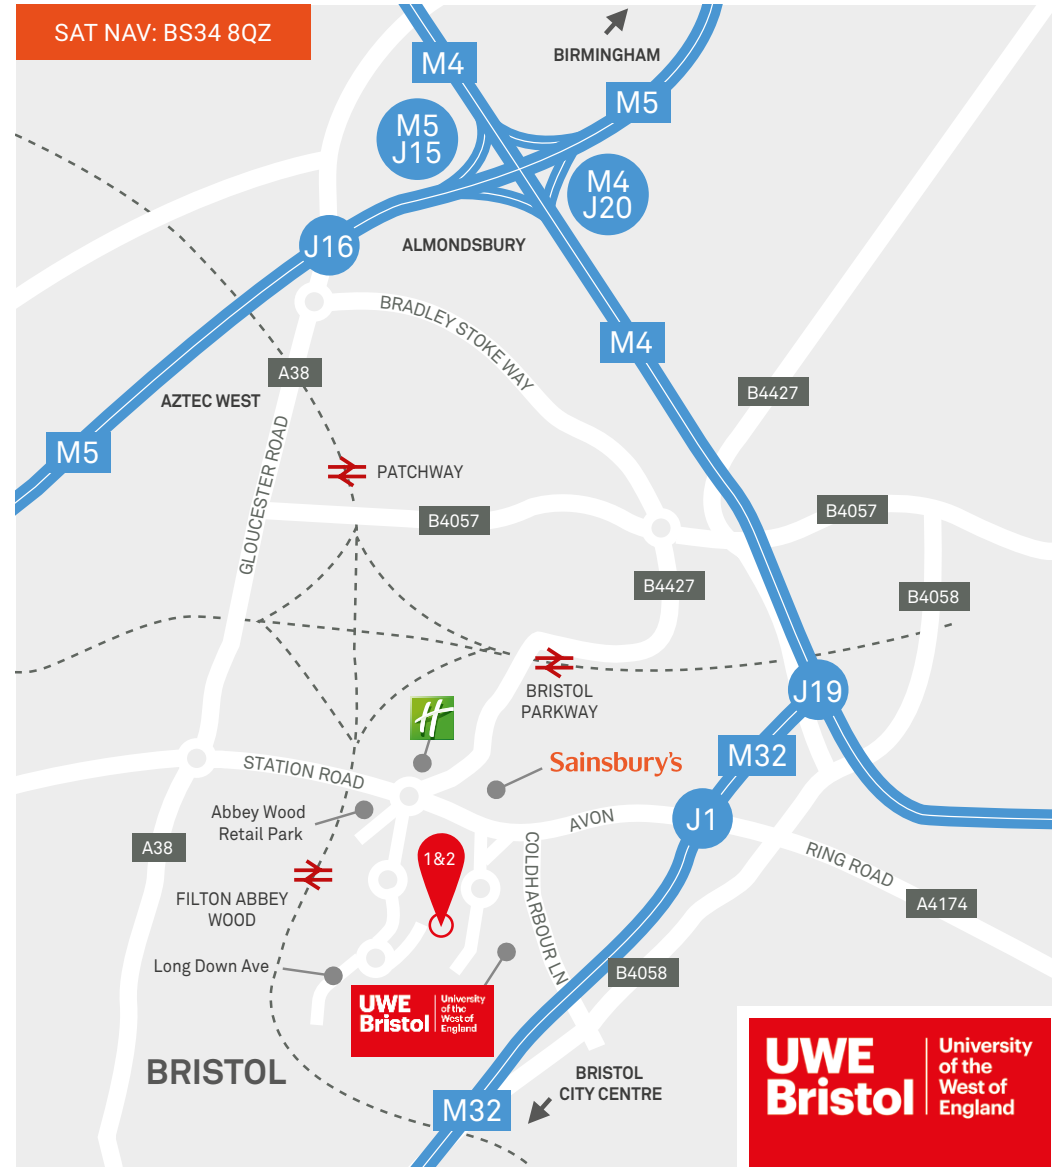 SAT NAV: BS34 8QZ
BIRMINGHAM
M4
M5
M5
J15
M4
J20
J16
ALMONDSBURY
BRADLEY STOKE WAY
M4
A38
B4427
AZTEC WEST
M5
GLOUCESTER ROAD
PATCHWAY
B4057
B4057
B4427
B4058
BRISTOL
PARKWAY
J19
H
STATION ROAD
Sainsbury's
M32
Abbey Wood
Retail Park
AVON
J1
RING ROAD
A38
1&2
COLDHARBOUR LN
FILTON ABBEY
WOOD
A4174
Long Down Ave
B4058
UWE
Bristol
University
of the
West of
England
BRISTOL
BRISTOL
CITY CENTRE
M32
UWE
Bristol
University
of the
West of
England